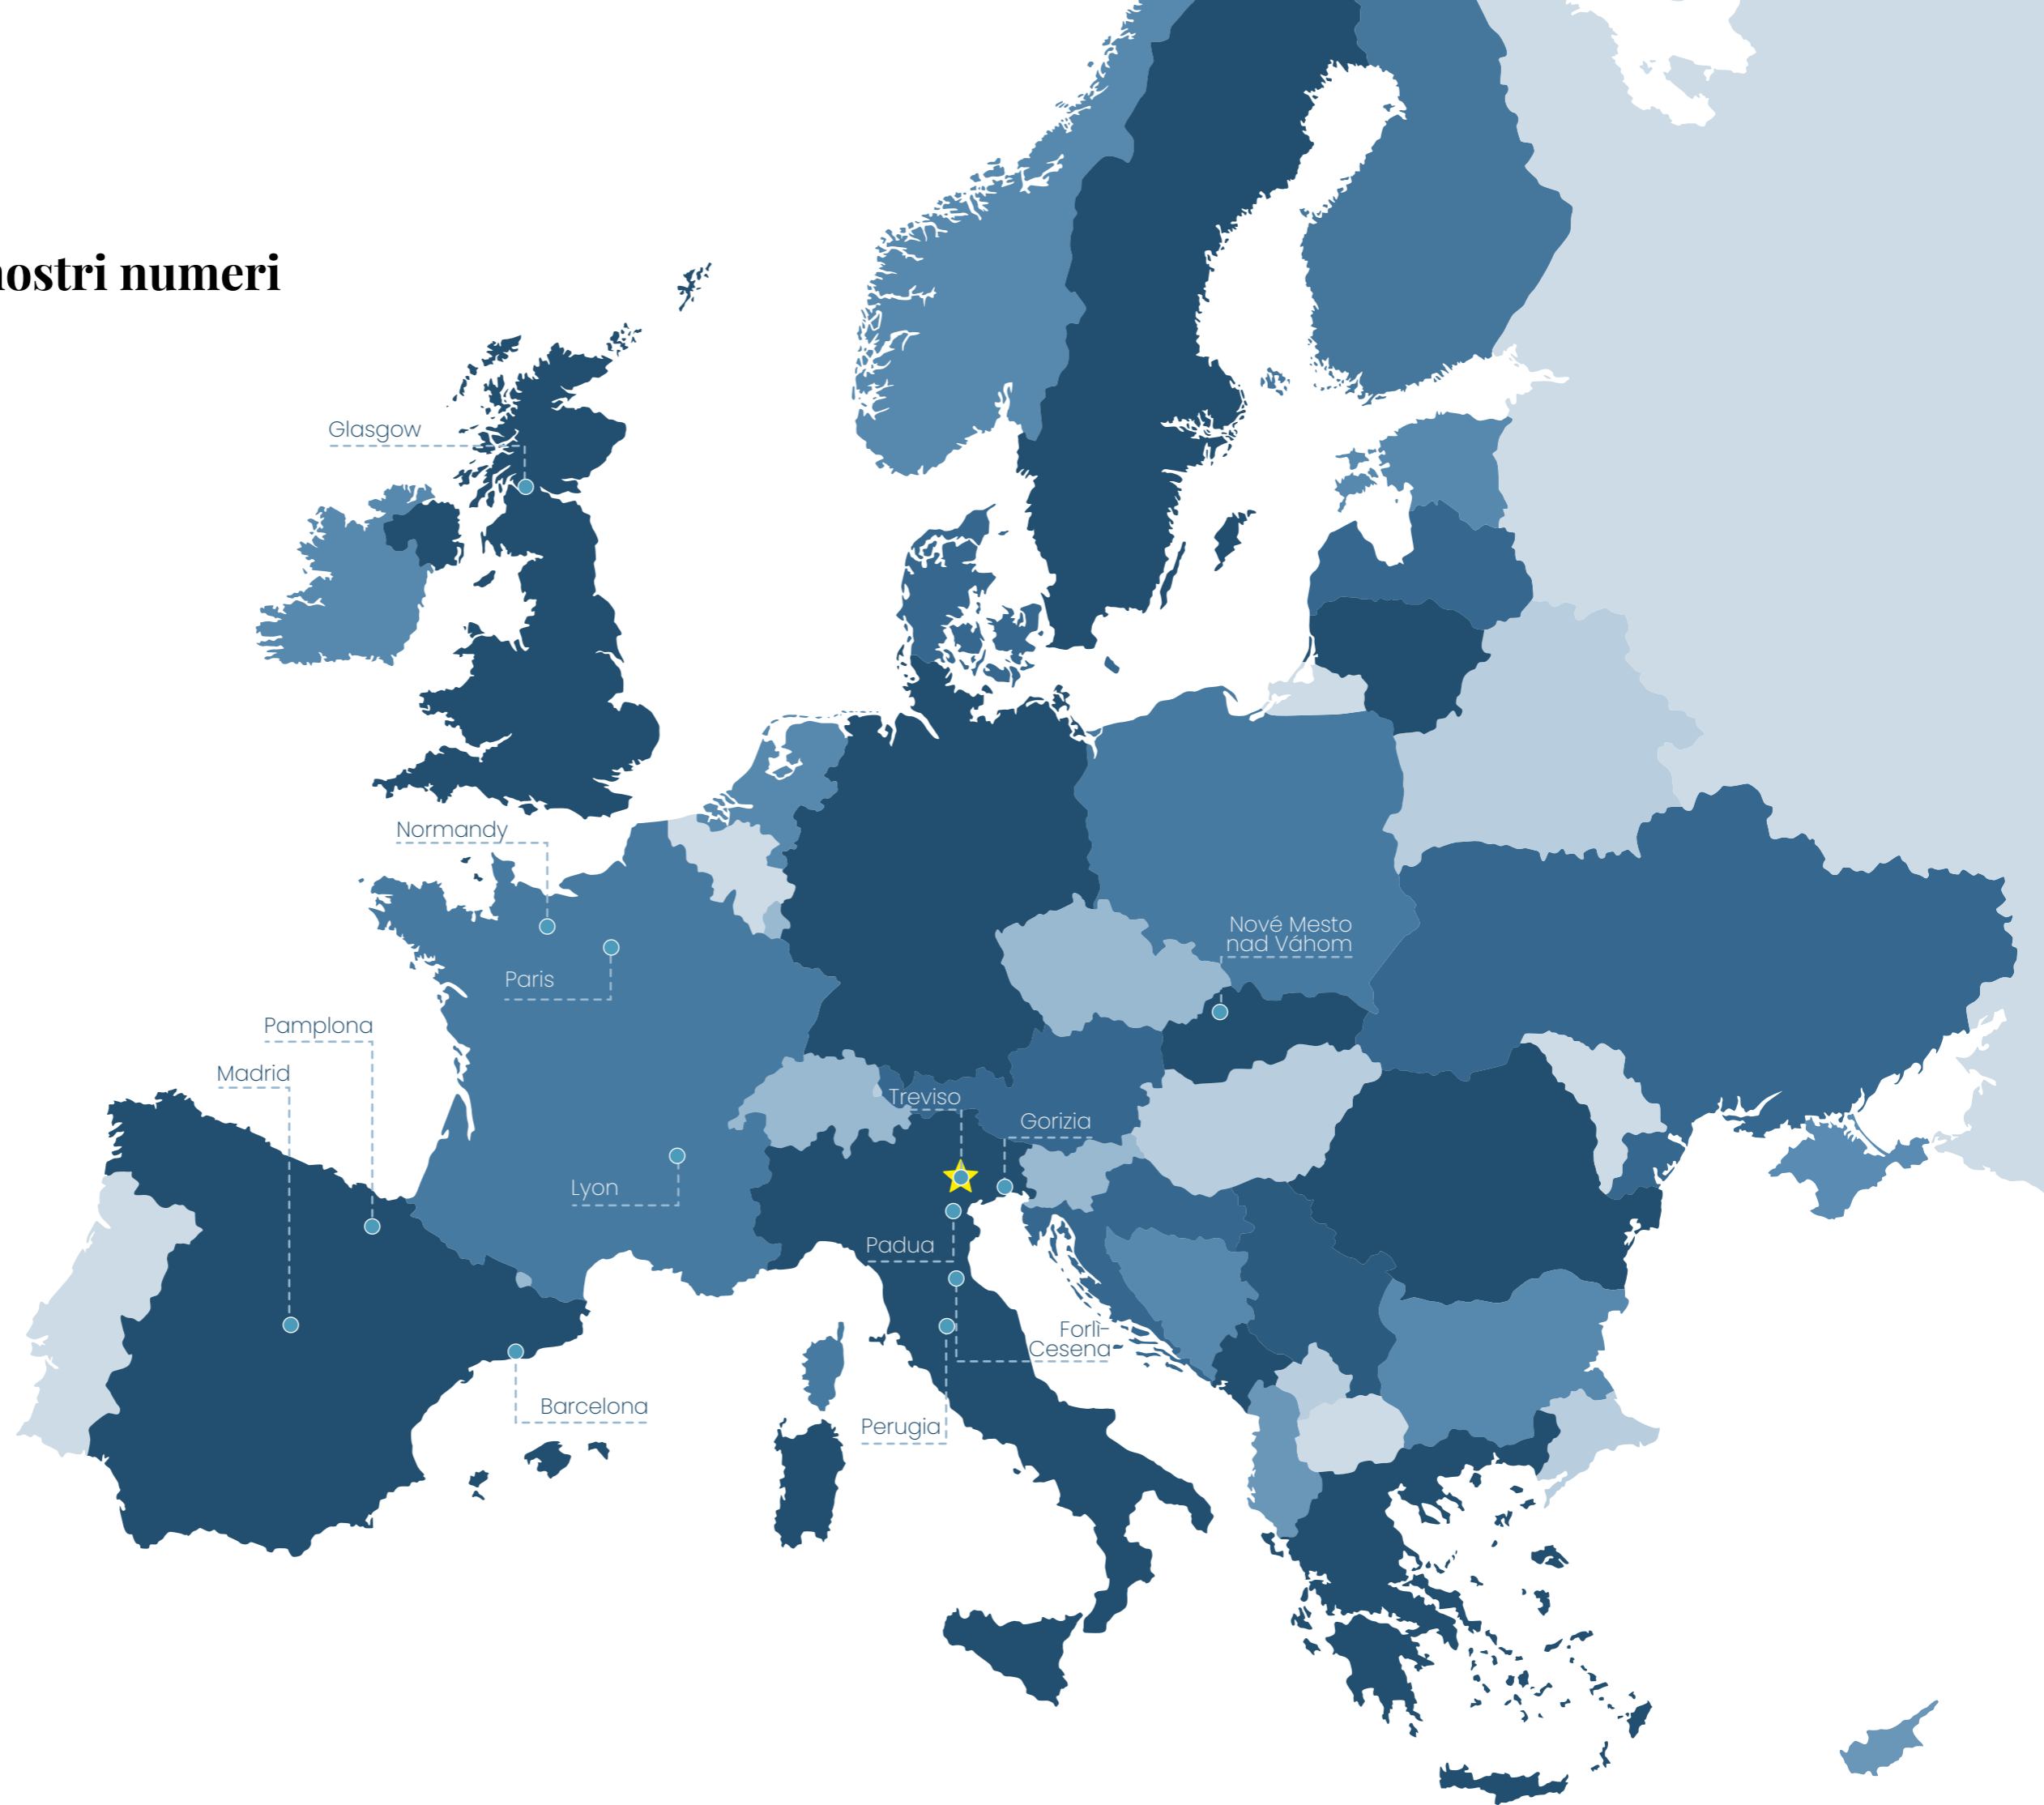 nostri numeri
Glasgow
Normandy
Nové Mesto
nad Váhom
Paris
Pamplona
Madrid
Treviso
Gorizia
Lyon
Padua
Forlì-
Cesena
Barcelona
Perugia